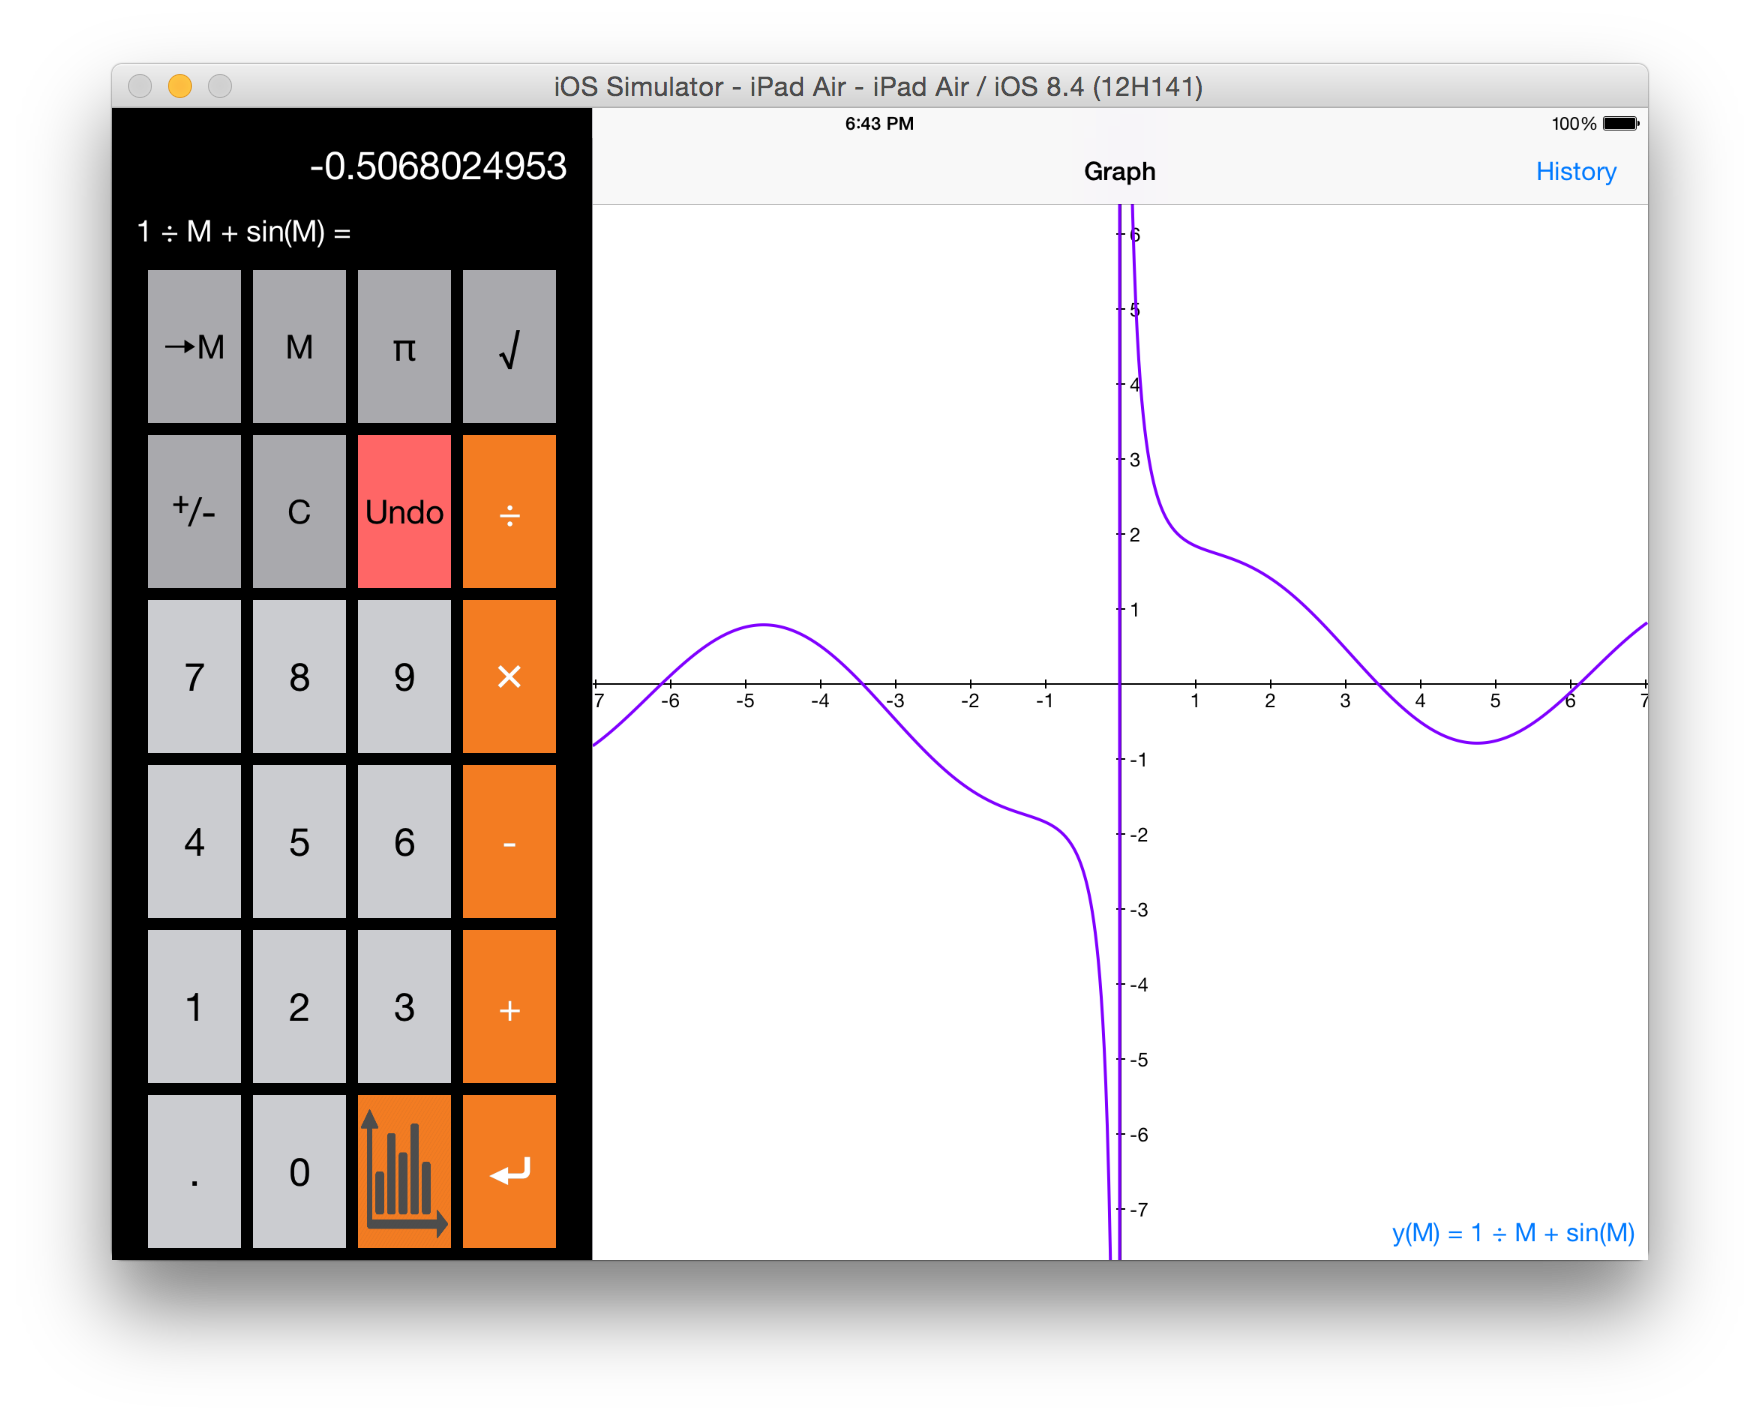 iOS Simulator - iPad Air - iPad Air / iOS 8.4 (12H141)
6:43 PM
100%
-0.5068024953
Graph
History
1 ÷ M + sin(M) =
→M M π √
+/- C Undo ÷
7 8 9 ×
4 5 6 -
1 2 3 +
. 0
6
5
4
3
2
1
7 -6 -5 -4 -3 -2 -1 1 2 3 4 5 6 7
-1
-2
-3
-4
-5
-6
-7
y(M) = 1 ÷ M + sin(M)